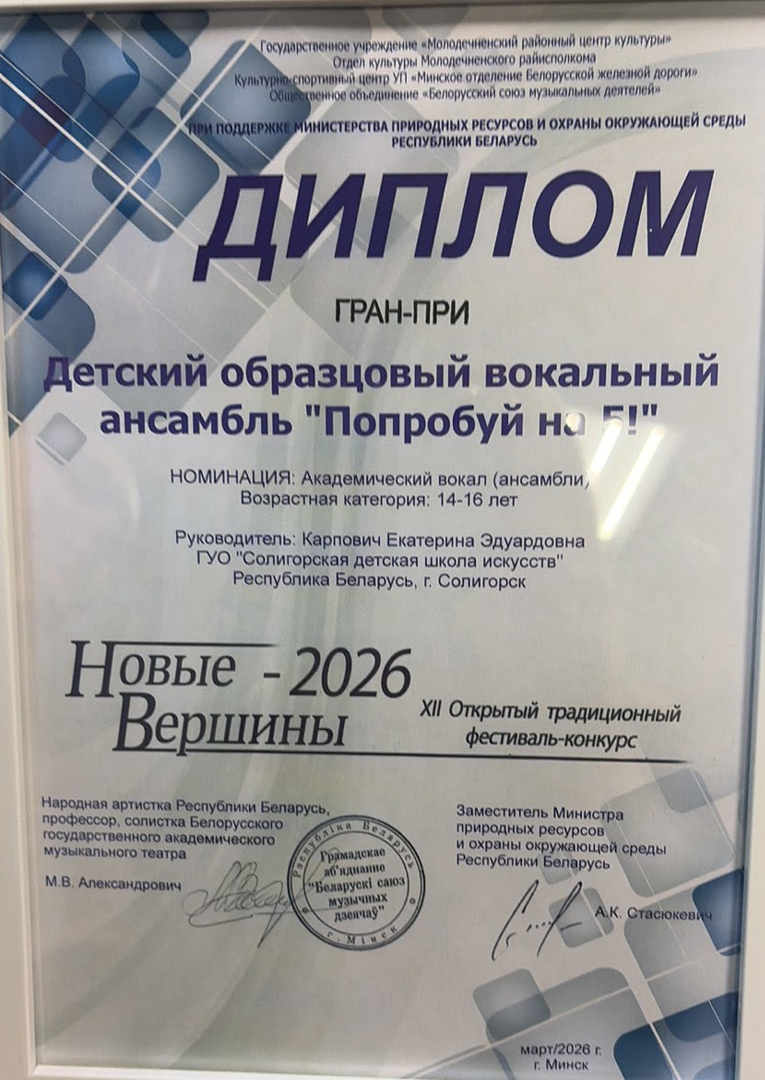 Государственное учреждение «Молодечненский районный центр культуры»
Отдел культуры Молодечненского райисполкома
Культурно-спортивный центр УП «Минское отделение Белорусской железной дороги»
Общественное объединение «Белорусский союз музыкальных деятелей»
ПРИ ПОДДЕРЖКЕ МИНИСТЕРСТВА ПРИРОДНЫХ РЕСУРСОВ И ОХРАНЫ ОКРУЖАЮЩЕЙ СРЕДЫ
РЕСПУБЛИКИ БЕЛАРУСЬ
ДИПЛОМ
ГРАН-ПРИ
Детский образцовый вокальный
ансамбль "Попробуй на 5!"
НОМИНАЦИЯ: Академический вокал (ансамбли)
Возрастная категория: 14-16 лет
Руководитель: Карпович Екатерина Эдуардовна
ГУО "Солигорская детская школа искусств"
Республика Беларусь, г. Солигорск
Новые - 2026
Вершины
XII Открытый традиционный
фестиваль-конкурс
Народная артистка Республики Беларусь,
профессор, солистка Белорусского
государственного академического
музыкального театра
М.В. Александрович
Рэспубліка Беларусь
Грамадскае
аб'яднанне
"Беларускі саюз
музычных
дзеячаў"
г. Мінск
Заместитель Министра
природных ресурсов
и охраны окружающей среды
Республики Беларусь
А.К. Стасюкевич
март/2026 г.
г. Минск